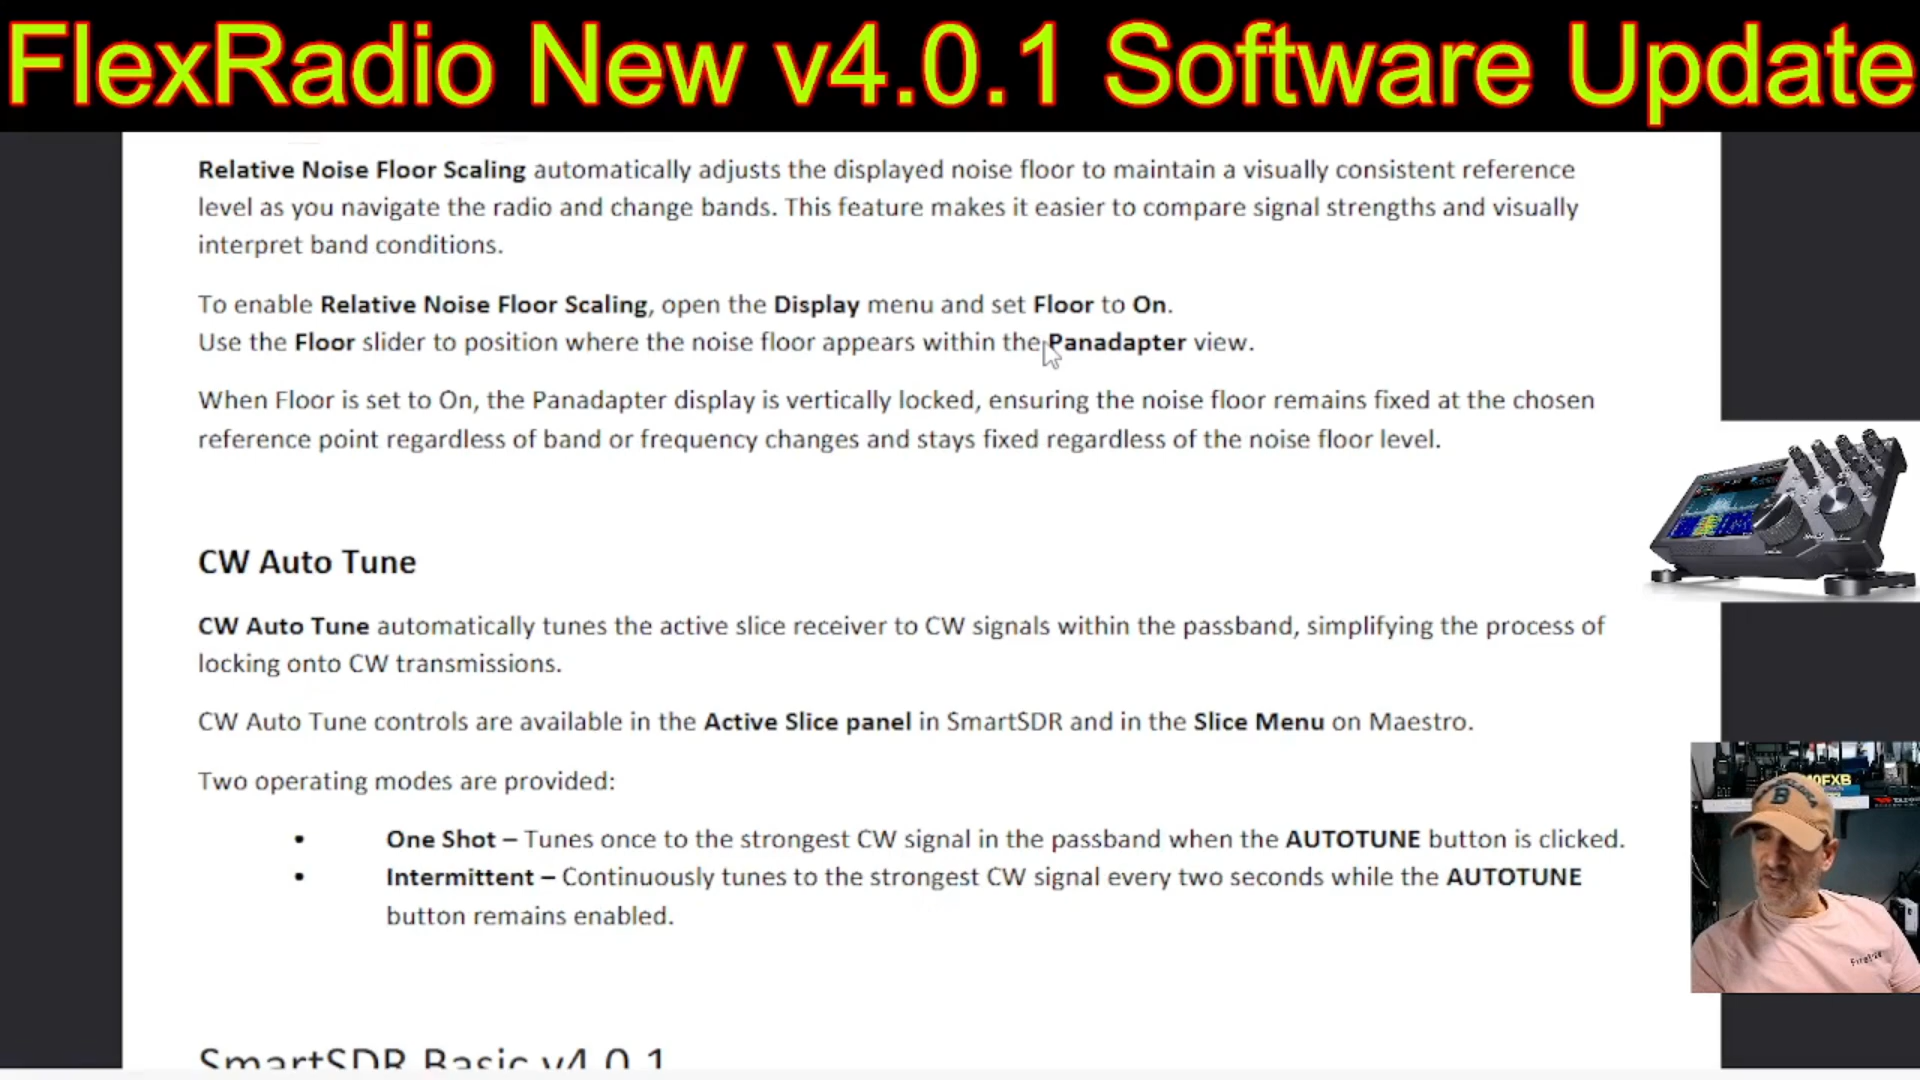 FlexRadio New v4.0.1 Software Update
Relative Noise Floor Scaling automatically adjusts the displayed noise floor to maintain a visually consistent reference
level as you navigate the radio and change bands. This feature makes it easier to compare signal strengths and visually
interpret band conditions.
To enable Relative Noise Floor Scaling, open the Display menu and set Floor to On.
Use the Floor slider to position where the noise floor appears within the Panadapter view.
When Floor is set to On, the Panadapter display is vertically locked, ensuring the noise floor remains fixed at the chosen
reference point regardless of band or frequency changes and stays fixed regardless of the noise floor level.
CW Auto Tune
CW Auto Tune automatically tunes the active slice receiver to CW signals within the passband, simplifying the process of
locking onto CW transmissions.
CW Auto Tune controls are available in the Active Slice panel in SmartSDR and in the Slice Menu on Maestro.
Two operating modes are provided:
• One Shot – Tunes once to the strongest CW signal in the passband when the AUTOTUNE button is clicked.
• Intermittent – Continuously tunes to the strongest CW signal every two seconds while the AUTOTUNE
button remains enabled.
M0FXB
B
SmartSDR Basic v4.0.1